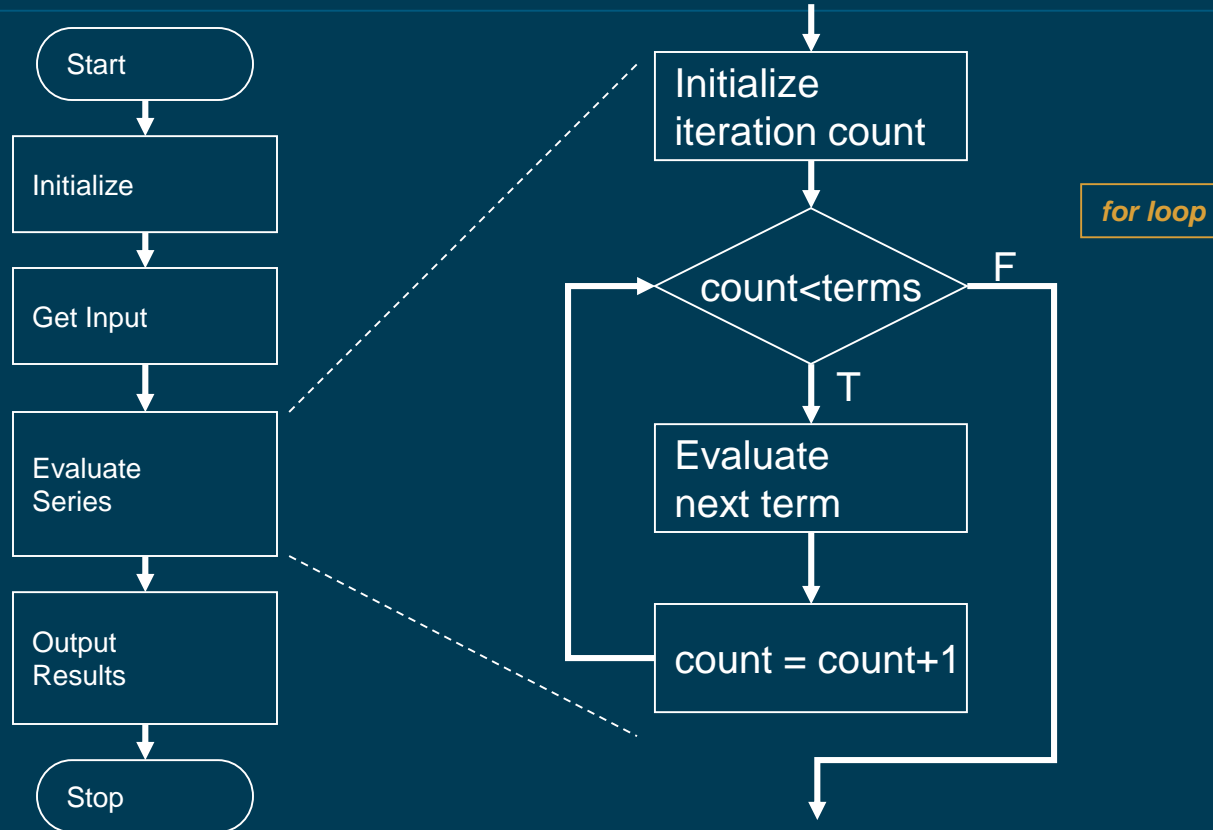 Start
Initialize
Get Input
Evaluate
Series
Output
Results
Stop
Initialize
iteration count
for loop
count<terms
F
T
Evaluate
next term
count = count+1